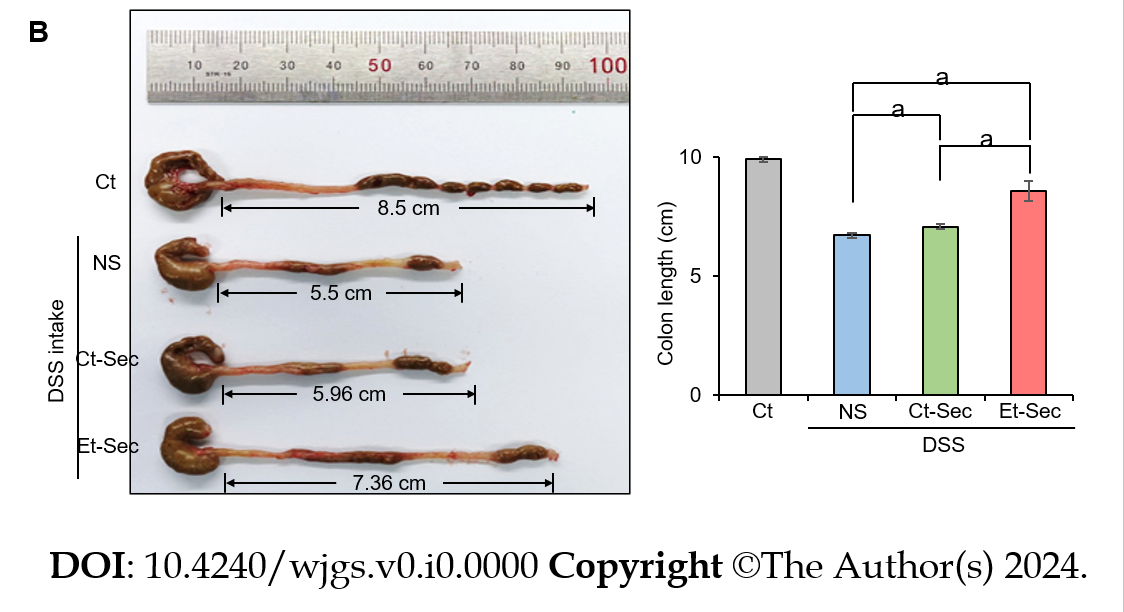 B
10 20 30 40 50 60 70 80 90 100
Ct
8.5 cm
NS
5.5 cm
Ct-Sec
5.96 cm
Et-Sec
7.36 cm
DSS intake
a
a
a
Colon length (cm)
10
5
0
Ct NS Ct-Sec Et-Sec
DSS
DOI: 10.4240/wjgs.v0.i0.0000 Copyright ©The Author(s) 2024.